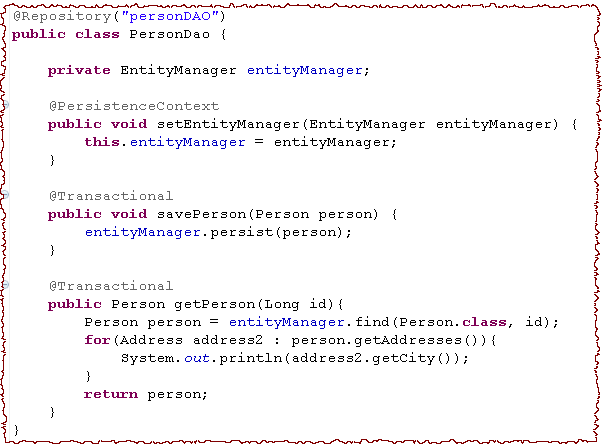 @Repository("personDAO")
public class PersonDao {
private EntityManager entityManager;
@PersistenceContext
public void setEntityManager(EntityManager entityManager) {
this.entityManager = entityManager;
}
@Transactional
public void savePerson(Person person) {
entityManager.persist(person);
}
@Transactional
public Person getPerson(Long id){
Person person = entityManager.find(Person.class, id);
for(Address address2 : person.getAddresses()){
System.out.println(address2.getCity());
}
return person;
}
}